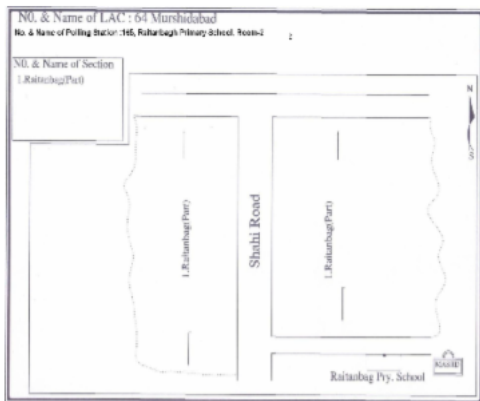 N0. & Name of LAC : 64 Murshidabad
No. & Name of Polling Station :165, Raitanbagh Primary School, Room-2
N0. & Name of Section
1.Raitanbag(Part)
N
S
1.Raitanbag(Part)
Shahi Road
1.Raitanbag(Part)
Raitanbag Pry. School